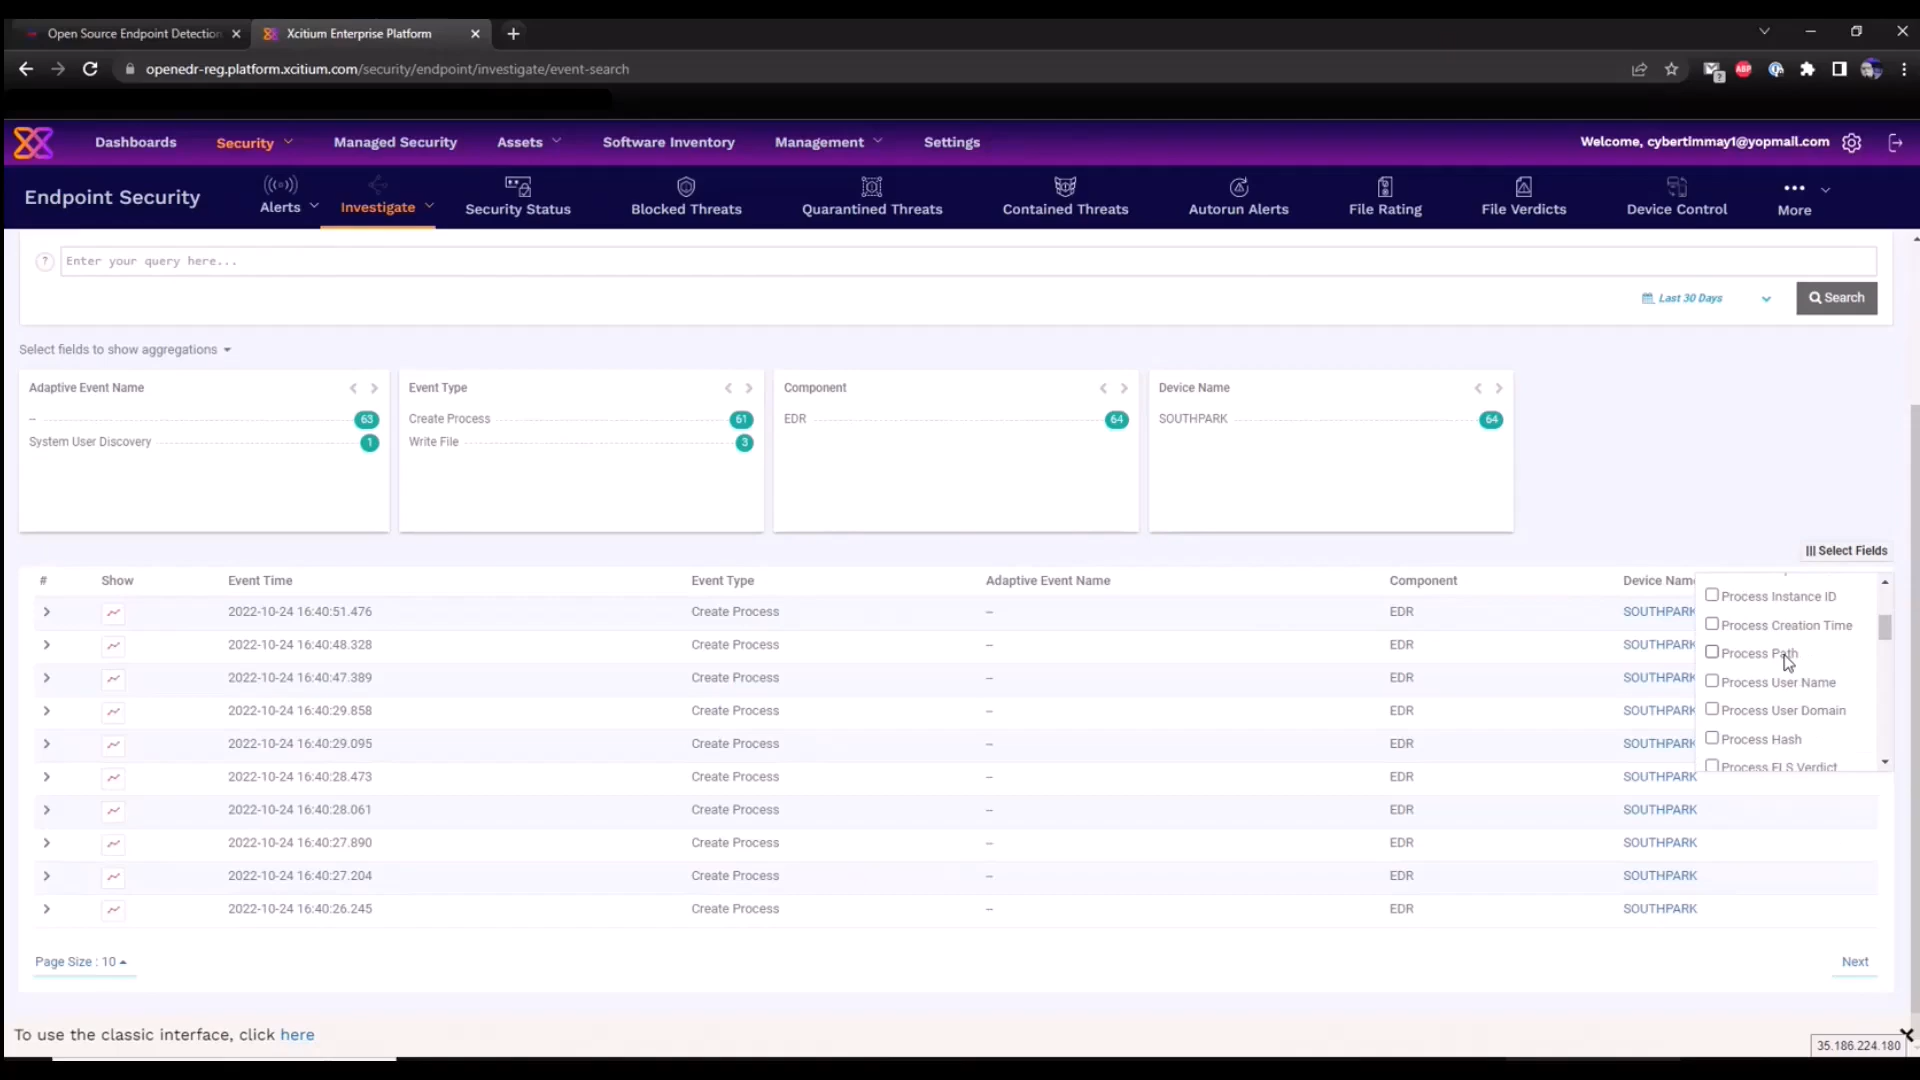 Open Source Endpoint Detection
Xcitium Enterprise Platform
openedr-reg.platform.xcitium.com/security/endpoint/investigate/event-search
ABP
Dashboards Security Managed Security Assets Software Inventory Management Settings Welcome, cybertimmay1@yopmail.com
Endpoint Security Alerts Investigate Security Status Blocked Threats Quarantined Threats Contained Threats Autorun Alerts File Rating File Verdicts Device Control More
? Enter your query here...
Last 30 Days Search
Select fields to show aggregations
Adaptive Event Name Event Type Component Device Name
-- 63 Create Process 61 EDR 64 SOUTHPARK 64
System User Discovery 1 Write File 3
Select Fields
# Show Event Time Event Type Adaptive Event Name Component Device Nam
2022-10-24 16:40:51.476 Create Process -- EDR SOUTHPARK
2022-10-24 16:40:48.328 Create Process -- EDR SOUTHPARK
2022-10-24 16:40:47.389 Create Process -- EDR SOUTHPARK
2022-10-24 16:40:29.858 Create Process -- EDR SOUTHPARK
2022-10-24 16:40:29.095 Create Process -- EDR SOUTHPARK
2022-10-24 16:40:28.473 Create Process -- EDR SOUTHPARK
2022-10-24 16:40:28.061 Create Process -- EDR SOUTHPARK
2022-10-24 16:40:27.890 Create Process -- EDR SOUTHPARK
2022-10-24 16:40:27.204 Create Process -- EDR SOUTHPARK
2022-10-24 16:40:26.245 Create Process -- EDR SOUTHPARK
Process Instance ID
Process Creation Time
Process Path
Process User Name
Process User Domain
Process Hash
Process FLS Verdict
Page Size : 10 Next
To use the classic interface, click here
35.186.224.180